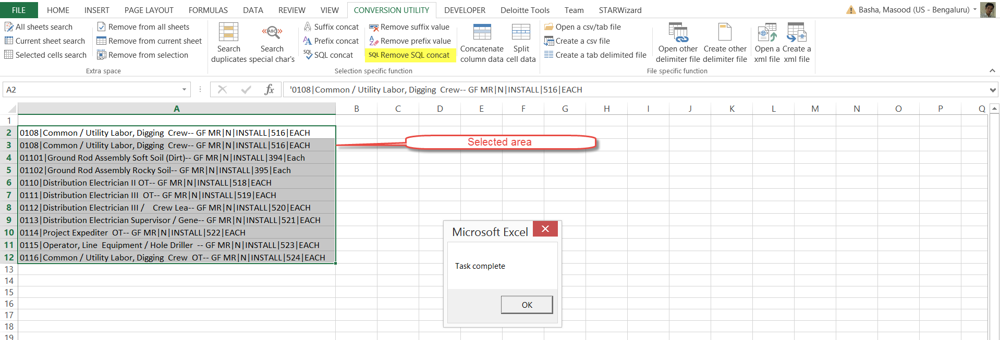 FILE HOME INSERT PAGE LAYOUT FORMULAS DATA REVIEW VIEW CONVERSION UTILITY DEVELOPER Deloitte Tools Team STARWizard Basha, Masood (US - Bengaluru)
All sheets search
Current sheet search
Selected cells search
Remove from all sheets
Remove from current sheet
Remove from selection
Extra space
Search
duplicates
Search
special char's
Suffix concat
Prefix concat
SQL concat
Remove suffix value
Remove prefix value
SQL Remove SQL concat
Concatenate
column data
Split
cell data
Selection specific function
Open a csv/tab file
Create a csv file
Create a tab delimited file
Open other
delimiter file
Create other
delimiter file
Open a
xml file
Create a
xml file
File specific function
A2 fx '0108|Common / Utility Labor, Digging  Crew-- GF MR|N|INSTALL|516|EACH
A B C D E F G H I J K L M N O P Q
1
2 0108|Common / Utility Labor, Digging  Crew-- GF MR|N|INSTALL|516|EACH
3 0108|Common / Utility Labor, Digging  Crew-- GF MR|N|INSTALL|516|EACH
Selected area
4 01101|Ground Rod Assembly Soft Soil (Dirt)-- GF MR|N|INSTALL|394|Each
5 01102|Ground Rod Assembly Rocky Soil-- GF MR|N|INSTALL|395|Each
6 0110|Distribution Electrician II OT-- GF MR|N|INSTALL|518|EACH
7 0111|Distribution Electrician III  OT-- GF MR|N|INSTALL|519|EACH
8 0112|Distribution Electrician III /    Crew Lea-- GF MR|N|INSTALL|520|EACH
9 0113|Distribution Electrician Supervisor / Gene-- GF MR|N|INSTALL|521|EACH
10 0114|Project Expediter  OT-- GF MR|N|INSTALL|522|EACH
11 0115|Operator, Line  Equipment / Hole Driller  -- GF MR|N|INSTALL|523|EACH
12 0116|Common / Utility Labor, Digging  Crew  OT-- GF MR|N|INSTALL|524|EACH
13
14
15
16
17
18
19
Microsoft Excel
Task complete
OK